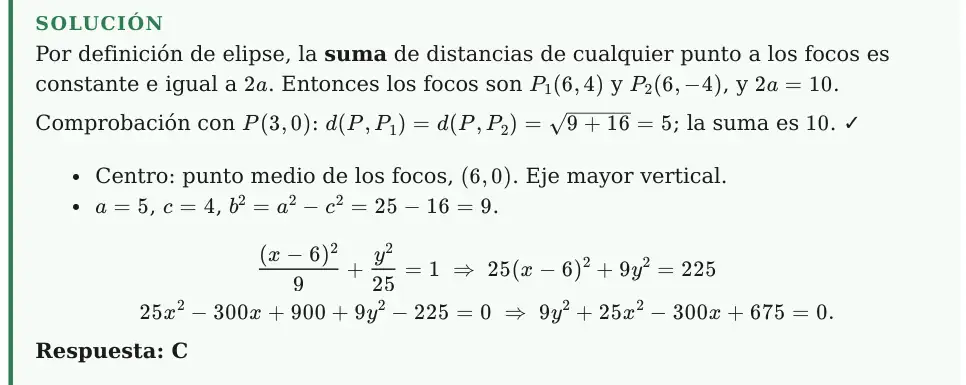 SOLUCIÓN
Por definición de elipse, la suma de distancias de cualquier punto a los focos es
constante e igual a 2a. Entonces los focos son P₁(6, 4) y P₂(6, −4), y 2a = 10.
Comprobación con P(3, 0): d(P, P₁) = d(P, P₂) = √(9 + 16) = 5; la suma es 10. ✓
• Centro: punto medio de los focos, (6, 0). Eje mayor vertical.
• a = 5, c = 4, b² = a² − c² = 25 − 16 = 9.
(x − 6)²/9 + y²/25 = 1 ⇒ 25(x − 6)² + 9y² = 225
25x² − 300x + 900 + 9y² − 225 = 0 ⇒ 9y² + 25x² − 300x + 675 = 0.
Respuesta: C